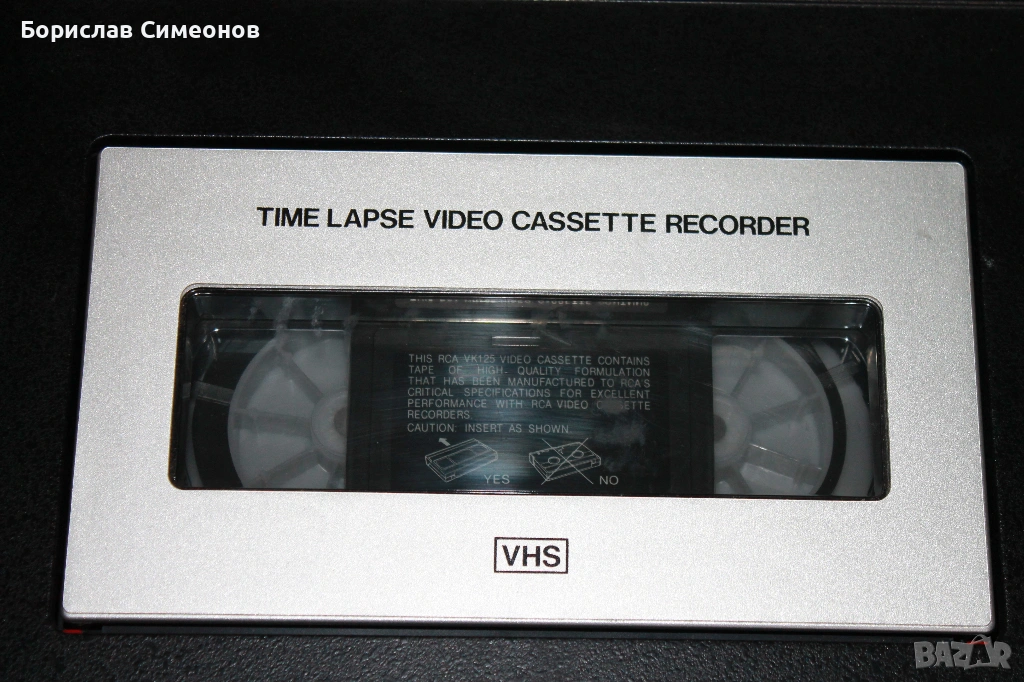 Борислав Симеонов
TIME LAPSE VIDEO CASSETTE RECORDER
THIS RCA VK125 VIDEO CASSETTE CONTAINS
TAPE OF HIGH- QUALITY FORMULATION
THAT HAS BEEN MANUFACTURED TO RCA'S
CRITICAL SPECIFICATIONS FOR EXCELLENT
PERFORMANCE WITH RCA VIDEO CASSETTE
RECORDERS
CAUTION: INSERT AS SHOWN
YES NO
VHS
BAZAR